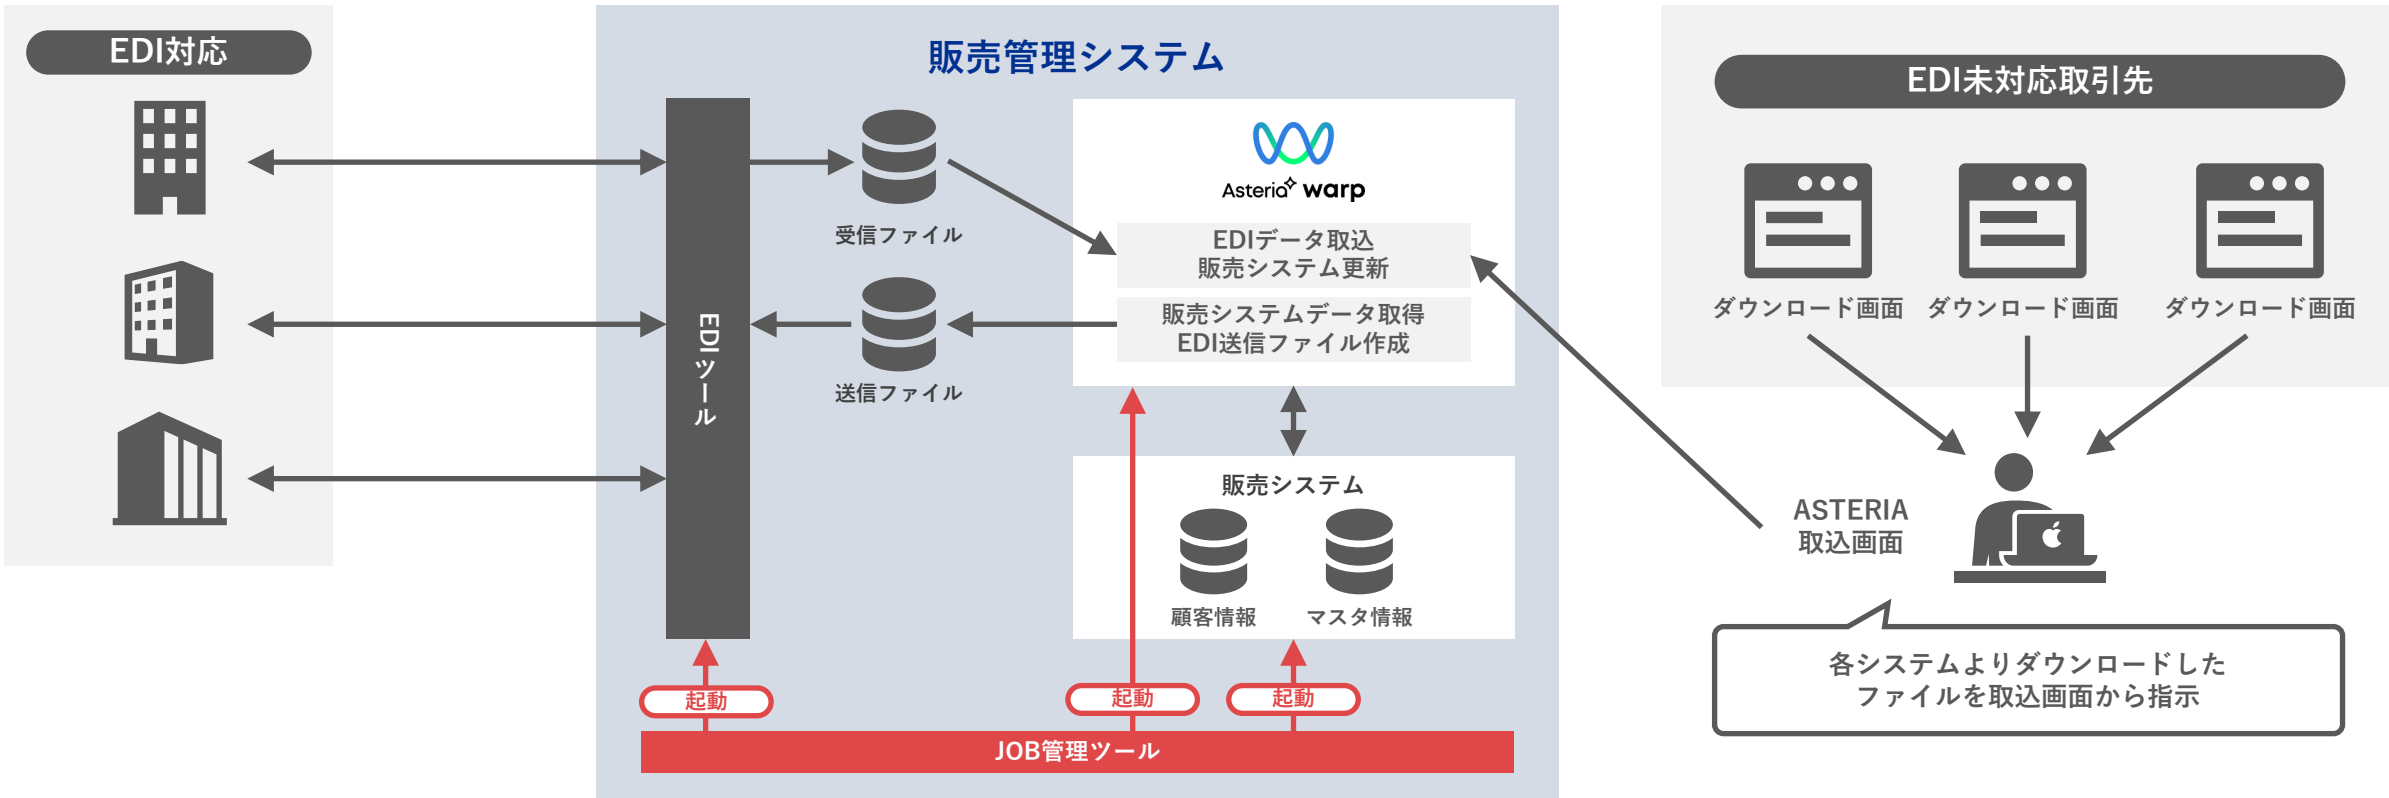 EDI対応
販売管理システム
EDIツール
受信ファイル
送信ファイル
Asteria warp
EDIデータ取込
販売システム更新
販売システムデータ取得
EDI送信ファイル作成
販売システム
顧客情報
マスタ情報
起動
起動
起動
JOB管理ツール
EDI未対応取引先
ダウンロード画面
ダウンロード画面
ダウンロード画面
ASTERIA
取込画面
各システムよりダウンロードした
ファイルを取込画面から指示